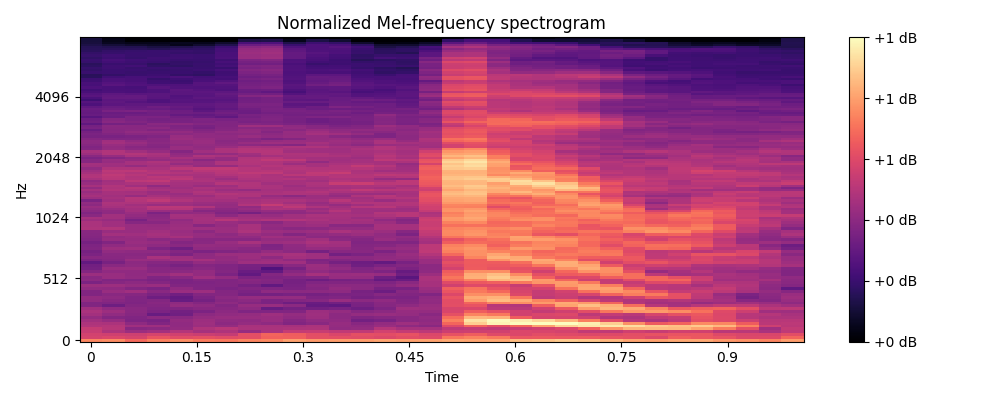 Normalized Mel-frequency spectrogram
+1 dB
4096
+1 dB
2048
+1 dB
Hz
1024
+0 dB
512
+0 dB
0
+0 dB
0 0.15 0.3 0.45 0.6 0.75 0.9
Time